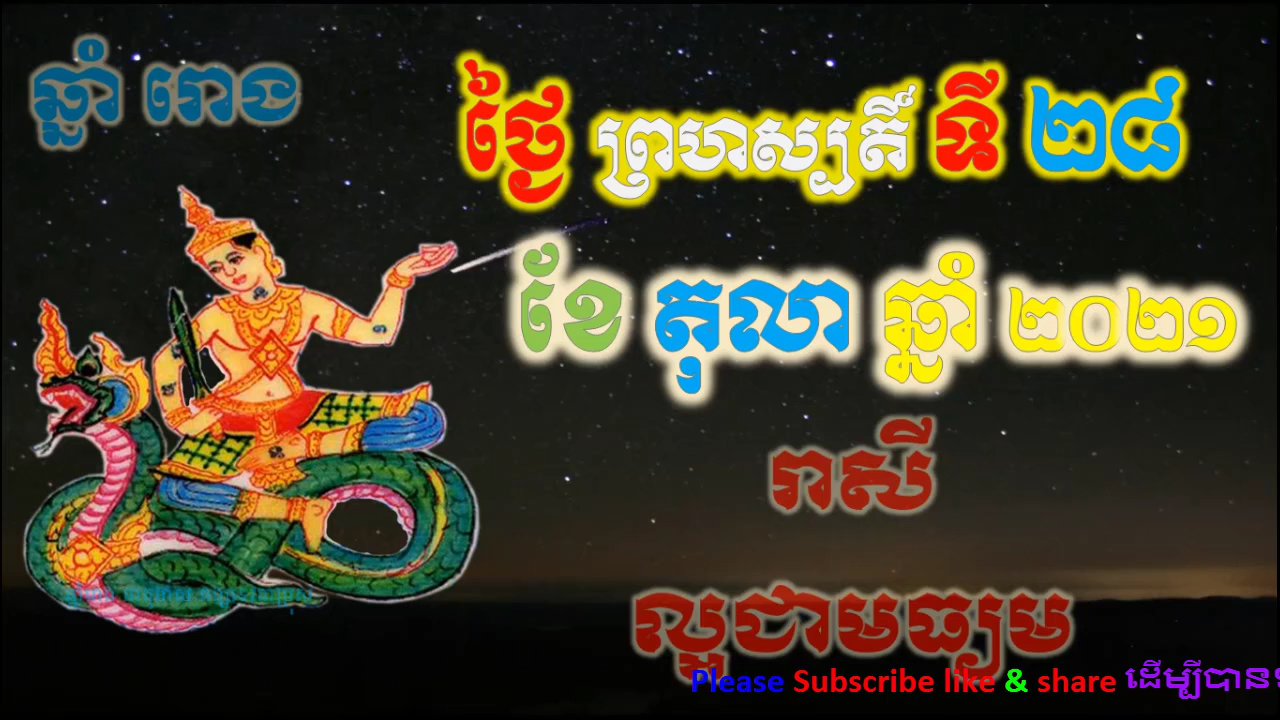 ឆ្នាំ រោង
ថ្ងៃ ព្រហស្បតិ៍ ទី ២៨
ខែ តុលា ឆ្នាំ ២០២១
រាសី
ល្អជាមធ្យម
Please Subscribe like & share ដើម្បីបាន